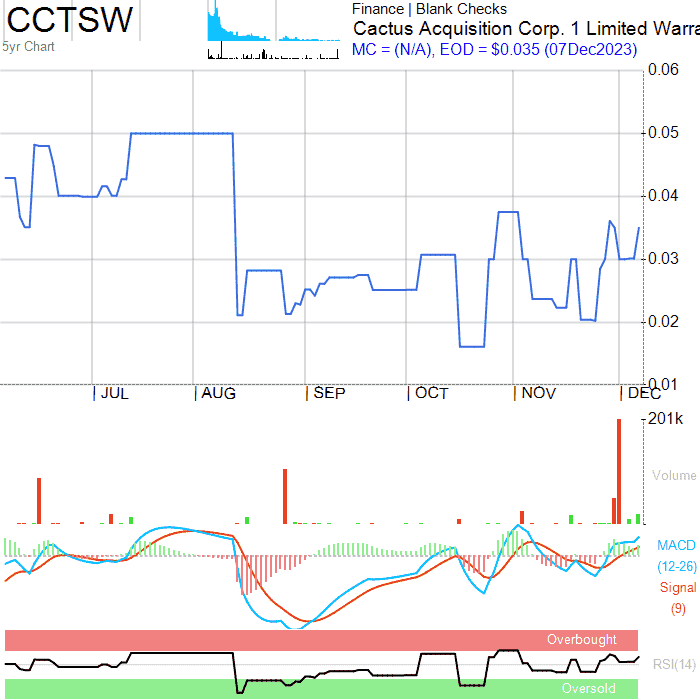 CCTSW
5yr Chart
Finance | Blank Checks
Cactus Acquisition Corp. 1 Limited Warra
MC = (N/A), EOD = $0.035 (07Dec2023)
0.06
0.05
0.04
0.03
0.02
0.01
JUL AUG SEP OCT NOV DEC
201k
Volume
MACD
(12-26)
Signal
(9)
Overbought
RSI(14)
Oversold